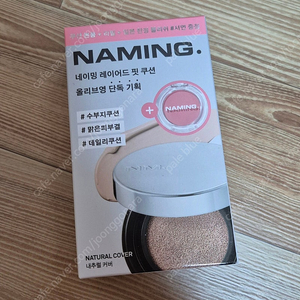 NAMING.
네이밍 레이어드 핏 쿠션
올리브영 단독 기획
+
NAMING.
# 수부지쿠션
# 맑은피부결
# 데일리쿠션
NATURAL COVER
내추럴 커버